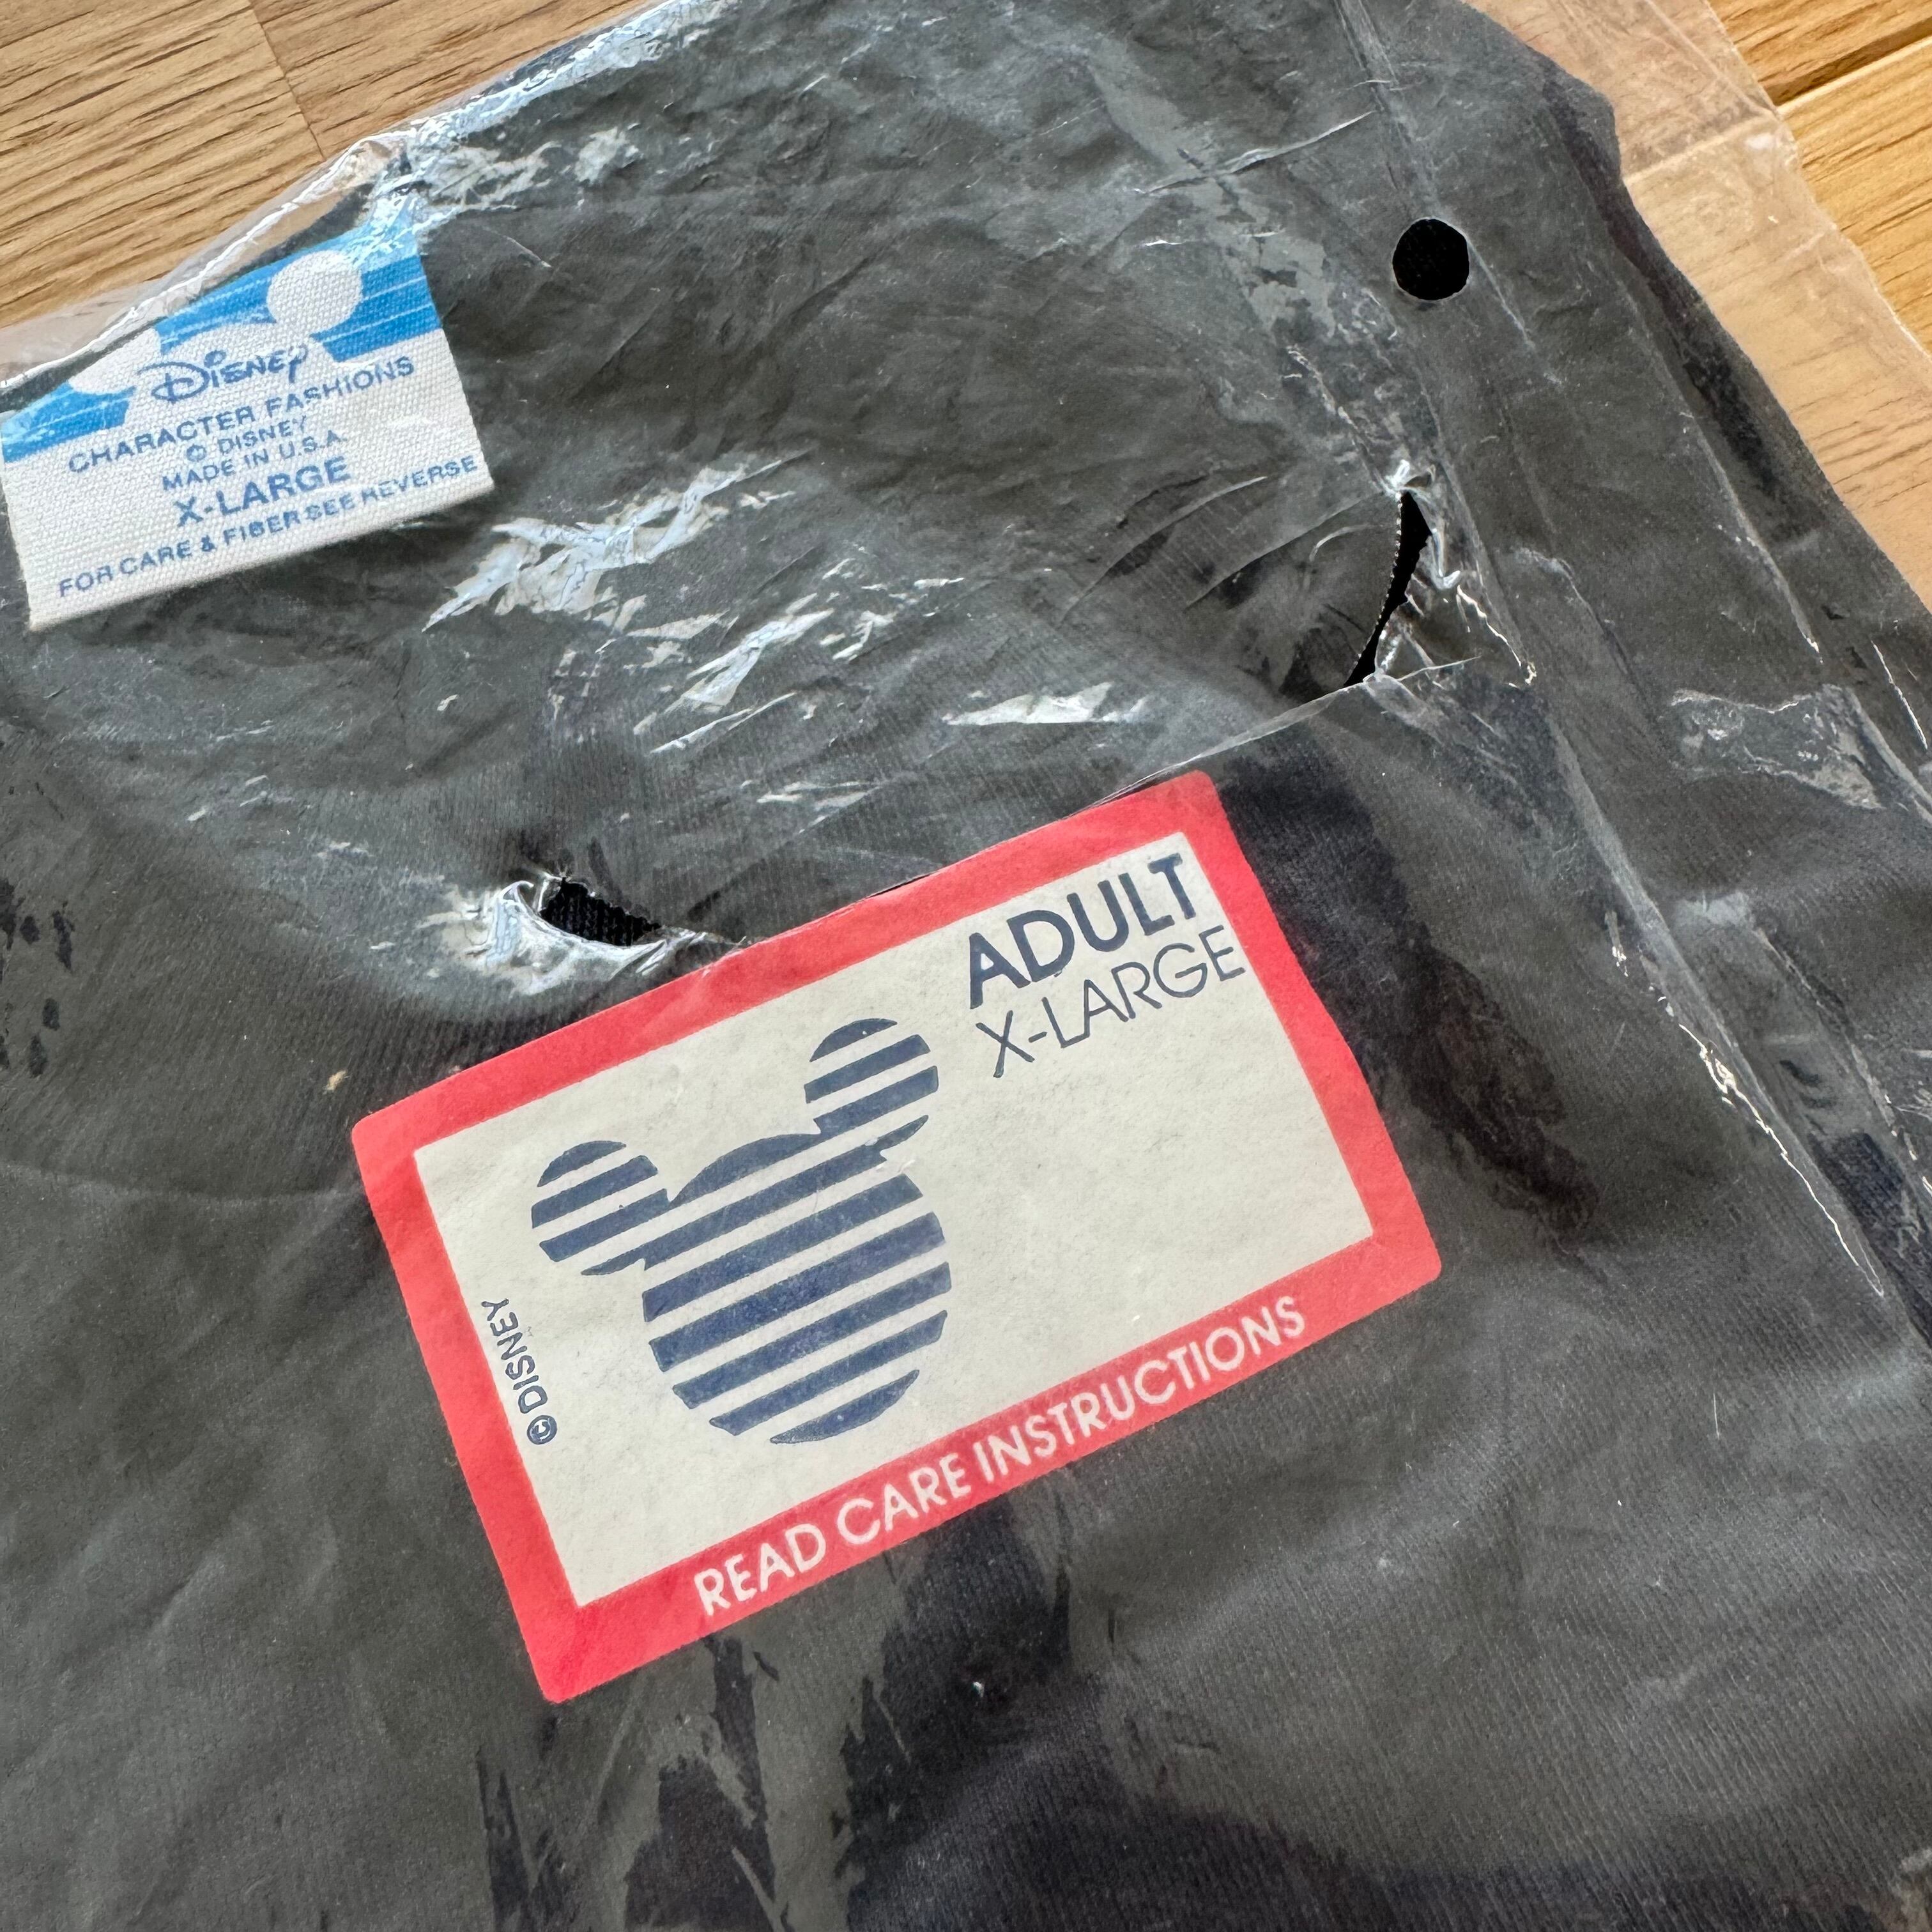 Disney
CHARACTER FASHIONS
© DISNEY
MADE IN U.S.A.
X-LARGE
FOR CARE & FIBER SEE REVERSE
ADULT
X-LARGE
© DISNEY
READ CARE INSTRUCTIONS